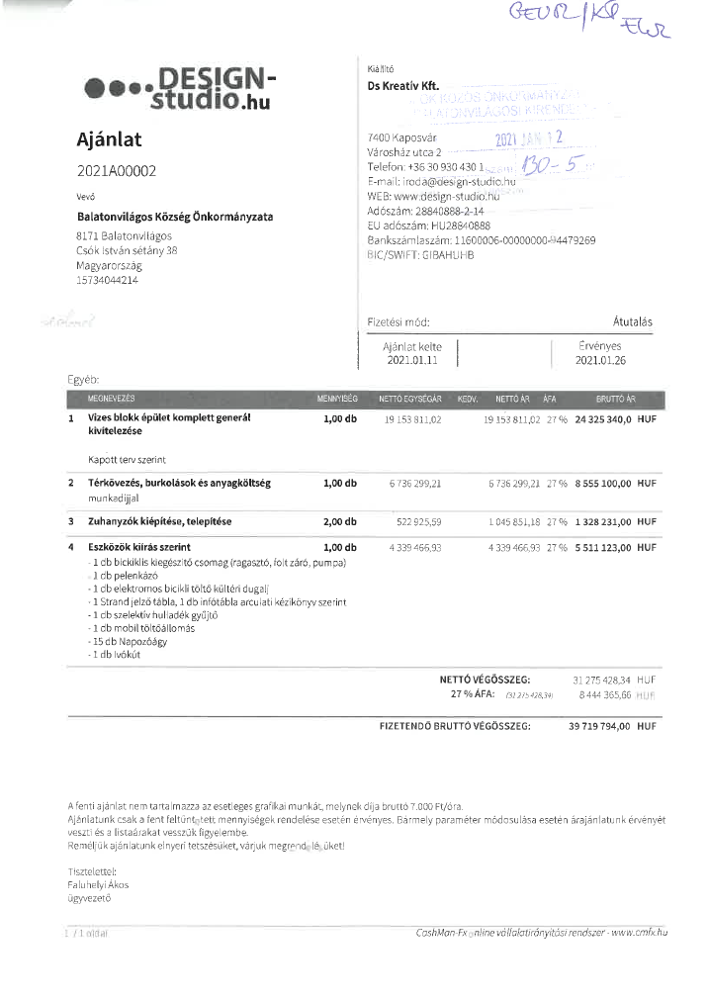 DESIGN-
studio.hu
Ajánlat
2021A00002
Vevő
Balatonvilágos Község Önkormányzata
8171 Balatonvilágos
Csók István sétány 38
Magyarország
15734044214
Kiállító
Ds Kreatív Kft.
7400 Kaposvár
2021 JAN 12
Városház utca 2
Telefon: +36 30 930 430 1
130-5
E-mail: iroda@design-studio.hu
WEB: www.design-studio.hu
Adószám: 28840888-2-14
EU adószám: HU28840888
Bankszámlaszám: 11600006-00000000-94479269
BIC/SWIFT: GIBAHUHB
Fizetési mód: Átutalás
Ajánlat kelte Érvényes
2021.01.11 2021.01.26
Egyéb:
MEGNEVEZÉS MENNYISÉG NETTÓ EGYSÉGÁR KEDV. NETTÓ ÁR ÁFA BRUTTÓ ÁR
1 Vizes blokk épület komplett generál 1,00 db 19 153 811,02 19 153 811,02 27 % 24 325 340,0 HUF
kivitelezése
Kapott terv szerint
2 Térkövezés, burkolások és anyagköltség 1,00 db 6 736 299,21 6 736 299,21 27 % 8 555 100,00 HUF
munkadíjjal
3 Zuhanyzók kiépítése, telepítése 2,00 db 522 925,59 1 045 851,18 27 % 1 328 231,00 HUF
4 Eszközök kiírás szerint 1,00 db 4 339 466,93 4 339 466,93 27 % 5 511 123,00 HUF
- 1 db bicikiklis kiegészítő csomag (ragasztó, folt záró, pumpa)
- 1 db pelenkázó
- 1 db elektromos bicikli töltő kültéri dugalj
- 1 Strand jelző tábla, 1 db infótábla arculati kézikönyv szerint
- 1 db szelektív hulladék gyűjtő
- 1 db mobil töltőállomás
- 15 db Napozóágy
- 1 db Ivókút
NETTÓ VÉGÖSSZEG: 31 275 428,34 HUF
27 % ÁFA: (31 275 428,34) 8 444 365,66 HUF
FIZETENDŐ BRUTTÓ VÉGÖSSZEG: 39 719 794,00 HUF
A fenti ajánlat nem tartalmazza az esetleges grafikai munkát, melynek díja bruttó 7.000 Ft/óra.
Ajánlatunk csak a fent feltüntetett mennyiségek rendelése esetén érvényes. Bármely paraméter módosulása esetén árajánlatunk érvényét
veszti és a listaárakat vesszük figyelembe.
Reméljük ajánlatunk elnyeri tetszésüket, várjuk megrendelésüket!
Tisztelettel:
Faluhelyi Ákos
ügyvezető
1 / 1 oldal
CashMan-Fx online vállalatirányítási rendszer - www.cmfx.hu